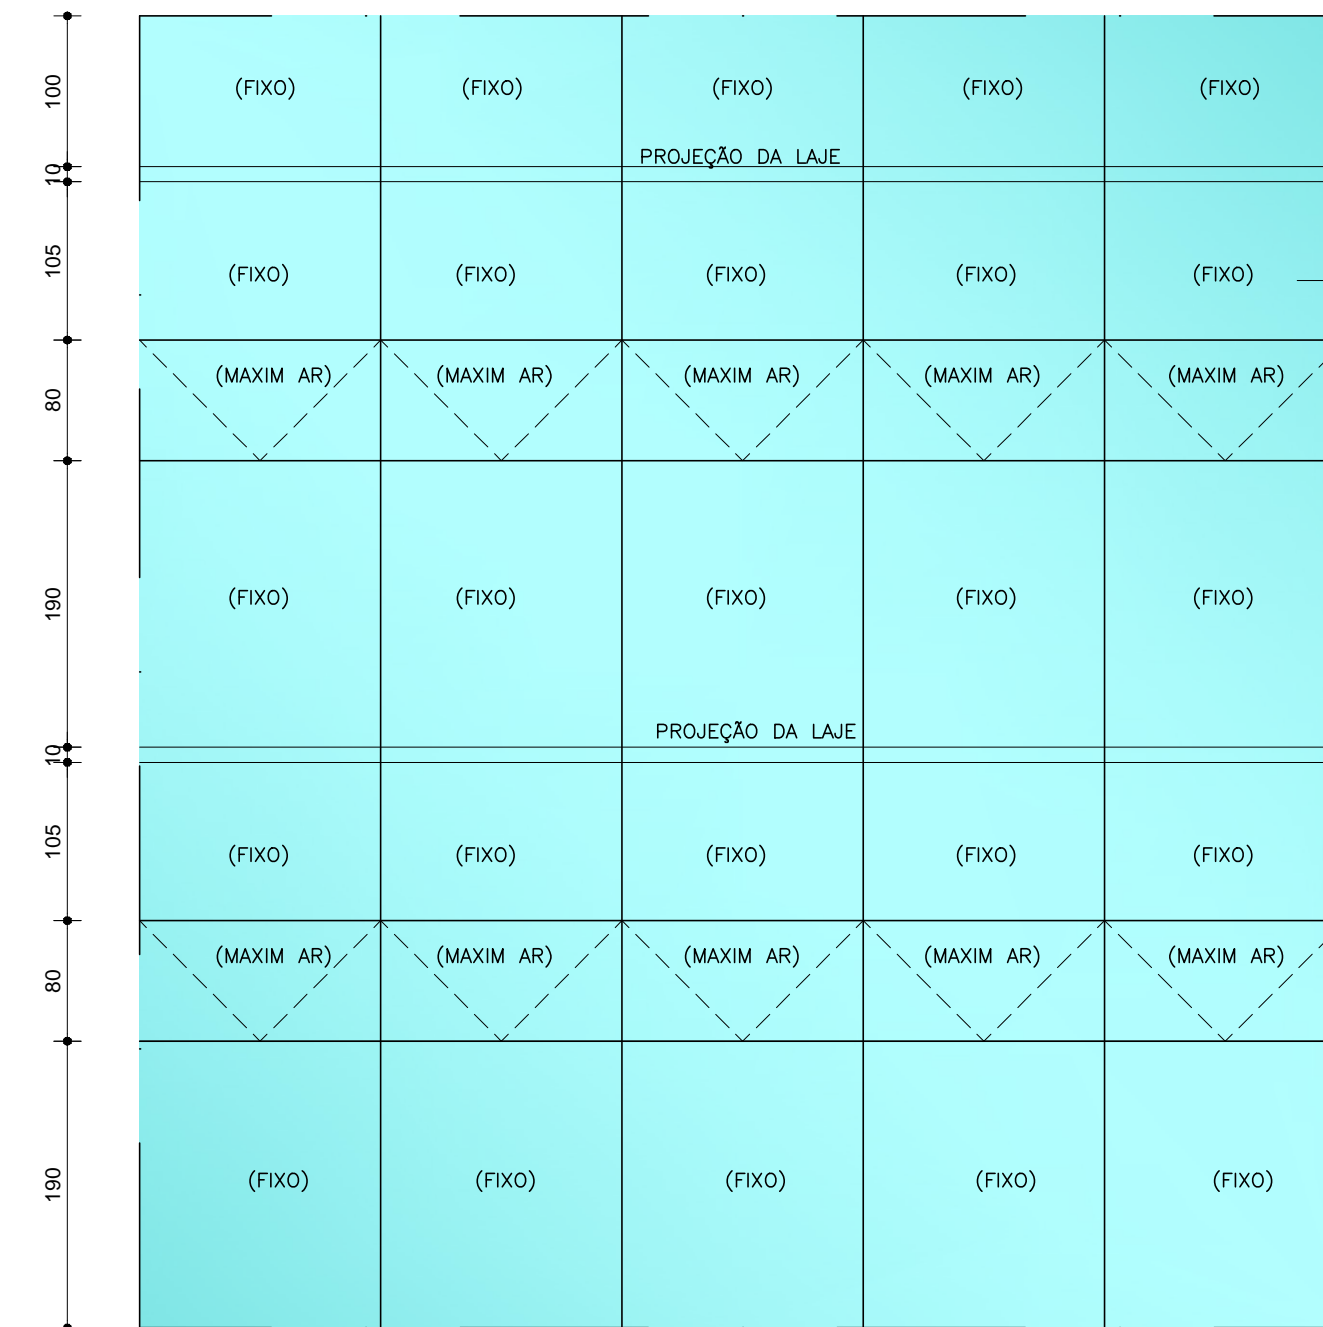 100 (FIXO) (FIXO) (FIXO) (FIXO) (FIXO)
PROJEÇÃO DA LAJE
10
105 (FIXO) (FIXO) (FIXO) (FIXO) (FIXO)
80 (MAXIM AR) (MAXIM AR) (MAXIM AR) (MAXIM AR) (MAXIM AR)
190 (FIXO) (FIXO) (FIXO) (FIXO) (FIXO)
PROJEÇÃO DA LAJE
10
105 (FIXO) (FIXO) (FIXO) (FIXO) (FIXO)
80 (MAXIM AR) (MAXIM AR) (MAXIM AR) (MAXIM AR) (MAXIM AR)
190 (FIXO) (FIXO) (FIXO) (FIXO) (FIXO)